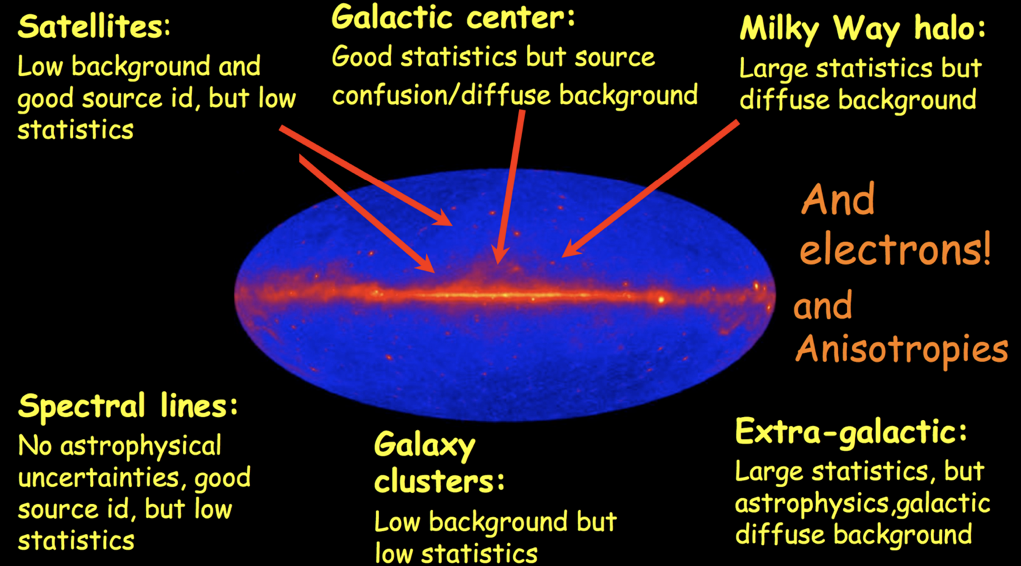 Satellites:
Low background and
good source id, but low
statistics
Galactic center:
Good statistics but source
confusion/diffuse background
Milky Way halo:
Large statistics but
diffuse background
And
electrons!
and
Anisotropies
Spectral lines:
No astrophysical
uncertainties, good
source id, but low
statistics
Galaxy
clusters:
Low background but
low statistics
Extra-galactic:
Large statistics, but
astrophysics,galactic
diffuse background